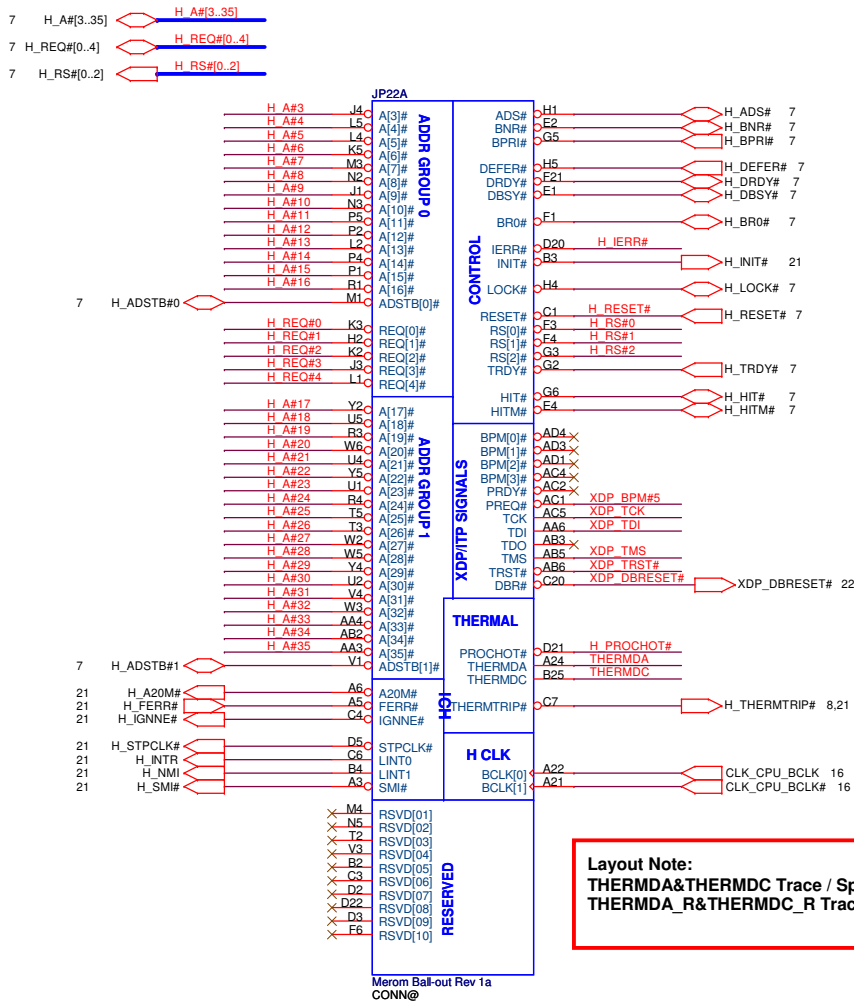 7 H_A#[3..35] H_A#[3..35]
7 H_REQ#[0..4] H_REQ#[0..4]
7 H_RS#[0..2] H_RS#[0..2]
JP22A
H_A#3 J4 A[3]#
H_A#4 L5 A[4]#
H_A#5 L4 A[5]#
H_A#6 K5 A[6]#
H_A#7 M3 A[7]#
H_A#8 N2 A[8]#
H_A#9 J1 A[9]#
H_A#10 N3 A[10]#
H_A#11 P5 A[11]#
H_A#12 P2 A[12]#
H_A#13 L2 A[13]#
H_A#14 P4 A[14]#
H_A#15 P1 A[15]#
H_A#16 R1 A[16]#
7 H_ADSTB#0 M1 ADSTB[0]#
ADDR GROUP 0
H_REQ#0 K3 REQ[0]#
H_REQ#1 H2 REQ[1]#
H_REQ#2 K2 REQ[2]#
H_REQ#3 J3 REQ[3]#
H_REQ#4 L1 REQ[4]#
H_A#17 Y2 A[17]#
H_A#18 U5 A[18]#
H_A#19 R3 A[19]#
H_A#20 W6 A[20]#
H_A#21 U4 A[21]#
H_A#22 Y5 A[22]#
H_A#23 U1 A[23]#
H_A#24 R4 A[24]#
H_A#25 T5 A[25]#
H_A#26 T3 A[26]#
H_A#27 W2 A[27]#
H_A#28 W5 A[28]#
H_A#29 Y4 A[29]#
H_A#30 U2 A[30]#
H_A#31 V4 A[31]#
H_A#32 W3 A[32]#
H_A#33 AA4 A[33]#
H_A#34 AB2 A[34]#
H_A#35 AA3 A[35]#
7 H_ADSTB#1 V1 ADSTB[1]#
ADDR GROUP 1
21 H_A20M# A6 A20M#
21 H_FERR# A5 FERR#
21 H_IGNNE# C4 IGNNE#
ICH
21 H_STPCLK# D5 STPCLK#
21 H_INTR C6 LINT0
21 H_NMI B4 LINT1
21 H_SMI# A3 SMI#
M4 RSVD[01]
N5 RSVD[02]
T2 RSVD[03]
V3 RSVD[04]
B2 RSVD[05]
C3 RSVD[06]
D2 RSVD[07]
D22 RSVD[08]
D3 RSVD[09]
F6 RSVD[10]
RESERVED
ADS# H1 H_ADS# 7
BNR# E2 H_BNR# 7
BPRI# G5 H_BPRI# 7
DEFER# H5 H_DEFER# 7
DRDY# F21 H_DRDY# 7
DBSY# E1 H_DBSY# 7
BR0# F1 H_BR0# 7
IERR# D20 H_IERR#
INIT# B3 H_INIT# 21
LOCK# H4 H_LOCK# 7
RESET# C1 H_RESET# H_RESET# 7
RS[0]# F3 H_RS#0
RS[1]# F4 H_RS#1
RS[2]# G3 H_RS#2
TRDY# G2 H_TRDY# 7
HIT# G6 H_HIT# 7
HITM# E4 H_HITM# 7
CONTROL
BPM[0]# AD4
BPM[1]# AD3
BPM[2]# AD1
BPM[3]# AC4
PRDY# AC2
PREQ# AC1 XDP_BPM#5
TCK AC5 XDP_TCK
TDI AA6 XDP_TDI
TDO AB3
TMS AB5 XDP_TMS
TRST# AB6 XDP_TRST#
DBR# C20 XDP_DBRESET# XDP_DBRESET# 22
XDP/ITP SIGNALS
THERMAL
PROCHOT# D21 H_PROCHOT#
THERMDA A24 THERMDA
THERMDC B25 THERMDC
THERMTRIP# C7 H_THERMTRIP# 8,21
H CLK
BCLK[0] A22 CLK_CPU_BCLK 16
BCLK[1] A21 CLK_CPU_BCLK# 16
Layout Note:
THERMDA&THERMDC Trace / Sp
THERMDA_R&THERMDC_R Trac
Merom Ball-out Rev 1a
CONN@